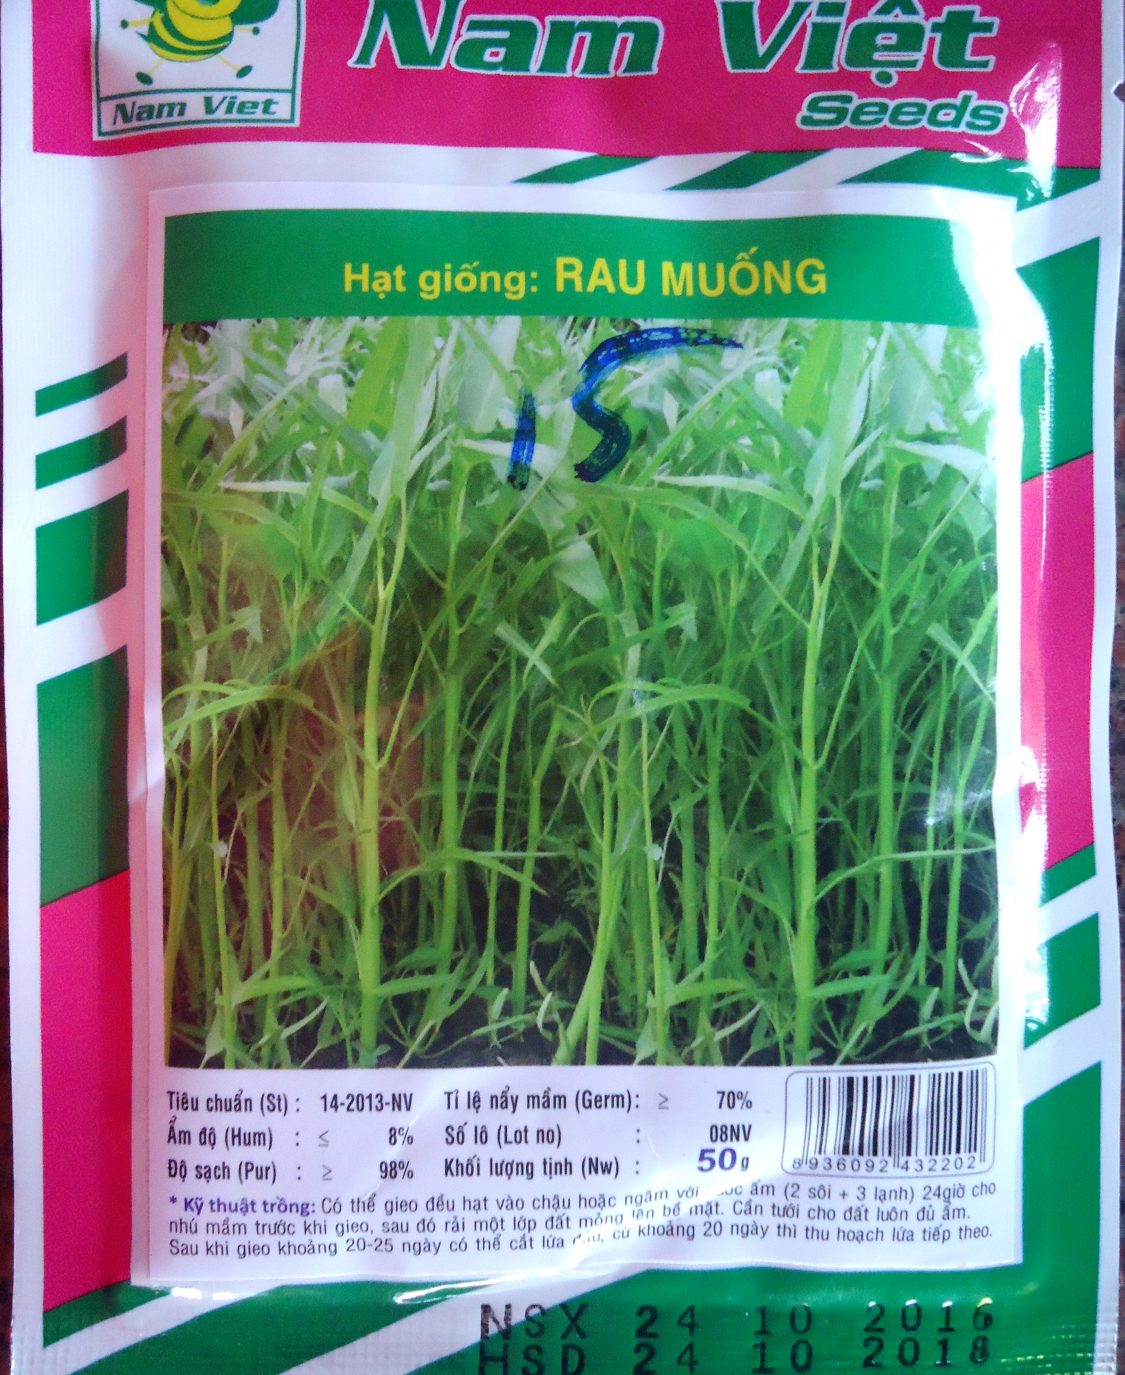 Nam Việt
Seeds
Nam Viet
Hạt giống: RAU MUỐNG
15
Tiêu chuẩn (St) : 14-2013-NV Tỉ lệ nẩy mầm (Germ): ≥ 70%
Ẩm độ (Hum) : ≤ 8% Số lô (Lot no) : 08NV
Độ sạch (Pur) : ≥ 98% Khối lượng tịnh (Nw) : 50g
8 936092 432202
* Kỹ thuật trồng: Có thể gieo đều hạt vào chậu hoặc ngâm với ấm (2 sôi + 3 lạnh) 24giờ cho
nhú mầm trước khi gieo, sau đó rải một lớp đất mỏng lên bề mặt. Cần tưới cho đất luôn đủ ẩm.
Sau khi gieo khoảng 20-25 ngày có thể cắt lứa cứ khoảng 20 ngày thì thu hoạch lứa tiếp theo.
NSX 24 10 2016
HSD 24 10 2018